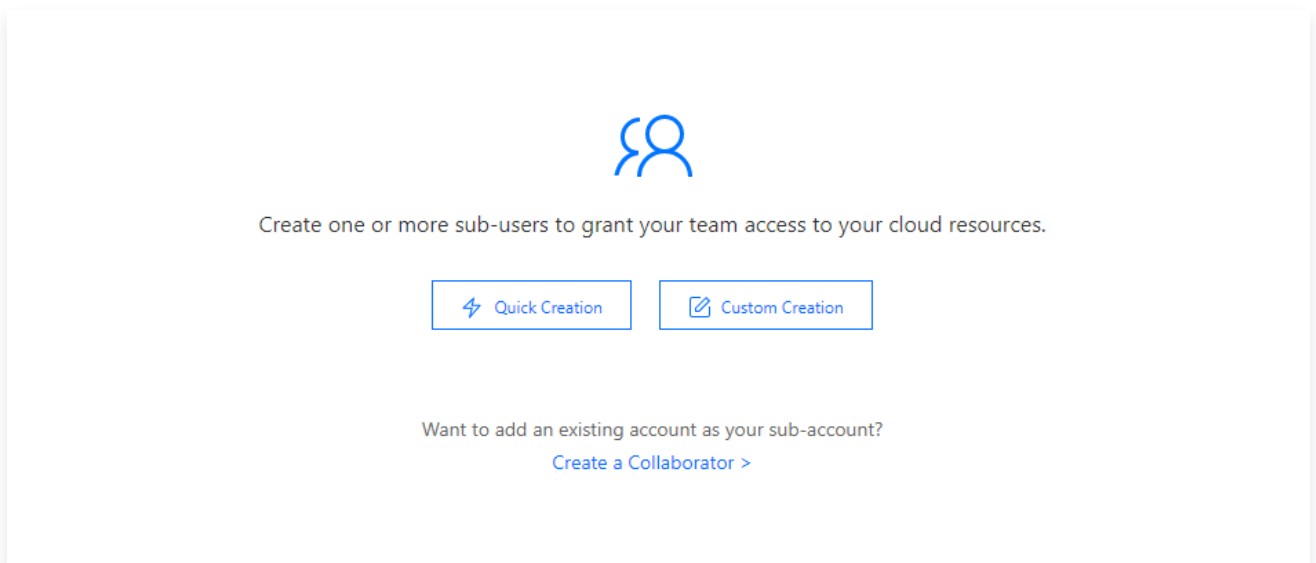 Create one or more sub-users to grant your team access to your cloud resources.
Quick Creation
Custom Creation
Want to add an existing account as your sub-account?
Create a Collaborator >